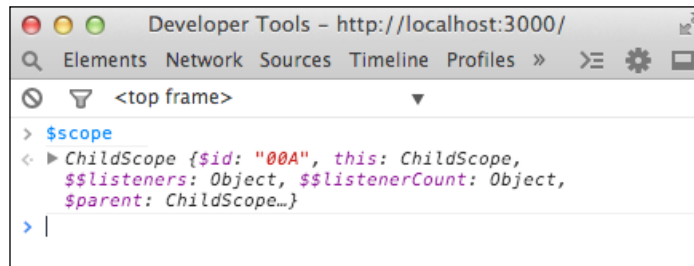 Developer Tools – http://localhost:3000/
Elements Network Sources Timeline Profiles »
<top frame> ▼
> $scope
ChildScope {$id: "00A", this: ChildScope,
$$listeners: Object, $$listenerCount: Object,
$parent: ChildScope…}
>